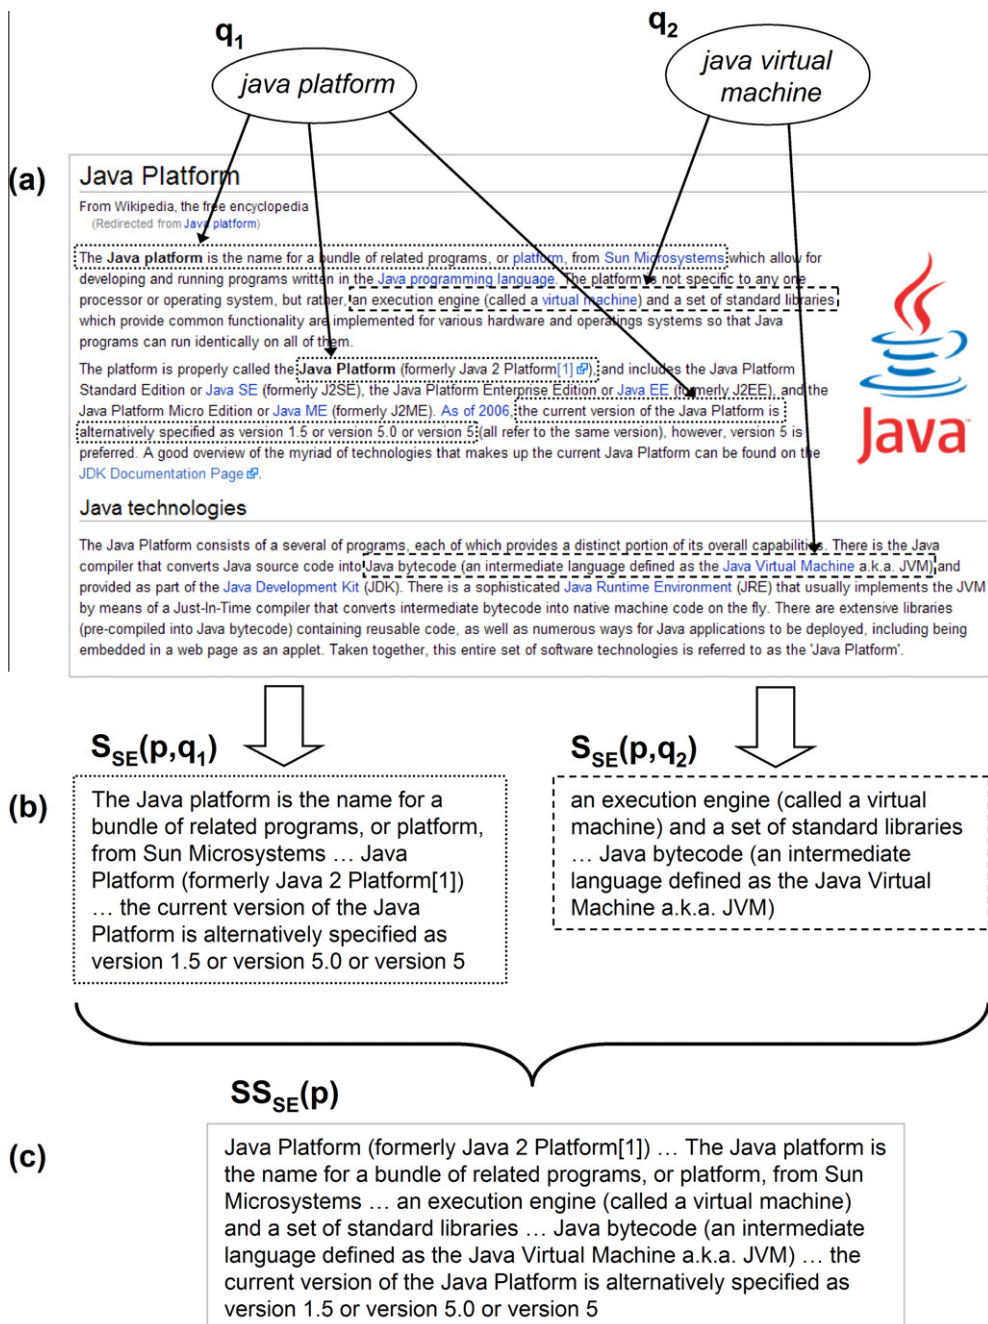 q1
q2
java platform
java virtual
machine
(a)
Java Platform
From Wikipedia, the free encyclopedia
(Redirected from Java platform)
The Java platform is the name for a bundle of related programs, or platform, from Sun Microsystems which allow for
developing and running programs written in the Java programming language. The platform is not specific to any one
processor or operating system, but rather, an execution engine (called a virtual machine) and a set of standard libraries
which provide common functionality are implemented for various hardware and operatings systems so that Java
programs can run identically on all of them.
The platform is properly called the Java Platform (formerly Java 2 Platform[1]), and includes the Java Platform
Standard Edition or Java SE (formerly J2SE), the Java Platform Enterprise Edition or Java EE (formerly J2EE), and the
Java Platform Micro Edition or Java ME (formerly J2ME). As of 2006, the current version of the Java Platform is
alternatively specified as version 1.5 or version 5.0 or version 5 (all refer to the same version), however, version 5 is
preferred. A good overview of the myriad of technologies that makes up the current Java Platform can be found on the
JDK Documentation Page.
Java™
Java technologies
The Java Platform consists of a several of programs, each of which provides a distinct portion of its overall capabilities. There is the Java
compiler that converts Java source code into Java bytecode (an intermediate language defined as the Java Virtual Machine a.k.a. JVM) and
provided as part of the Java Development Kit (JDK). There is a sophisticated Java Runtime Environment (JRE) that usually implements the JVM
by means of a Just-In-Time compiler that converts intermediate bytecode into native machine code on the fly. There are extensive libraries
(pre-compiled into Java bytecode) containing reusable code, as well as numerous ways for Java applications to be deployed, including being
embedded in a web page as an applet. Taken together, this entire set of software technologies is referred to as the 'Java Platform'.
SSE(p,q1)
SSE(p,q2)
(b)
The Java platform is the name for a
bundle of related programs, or platform,
from Sun Microsystems … Java
Platform (formerly Java 2 Platform[1])
… the current version of the Java
Platform is alternatively specified as
version 1.5 or version 5.0 or version 5
an execution engine (called a virtual
machine) and a set of standard libraries
… Java bytecode (an intermediate
language defined as the Java Virtual
Machine a.k.a. JVM)
SSSE(p)
(c)
Java Platform (formerly Java 2 Platform[1]) … The Java platform is
the name for a bundle of related programs, or platform, from Sun
Microsystems … an execution engine (called a virtual machine)
and a set of standard libraries … Java bytecode (an intermediate
language defined as the Java Virtual Machine a.k.a. JVM) … the
current version of the Java Platform is alternatively specified as
version 1.5 or version 5.0 or version 5